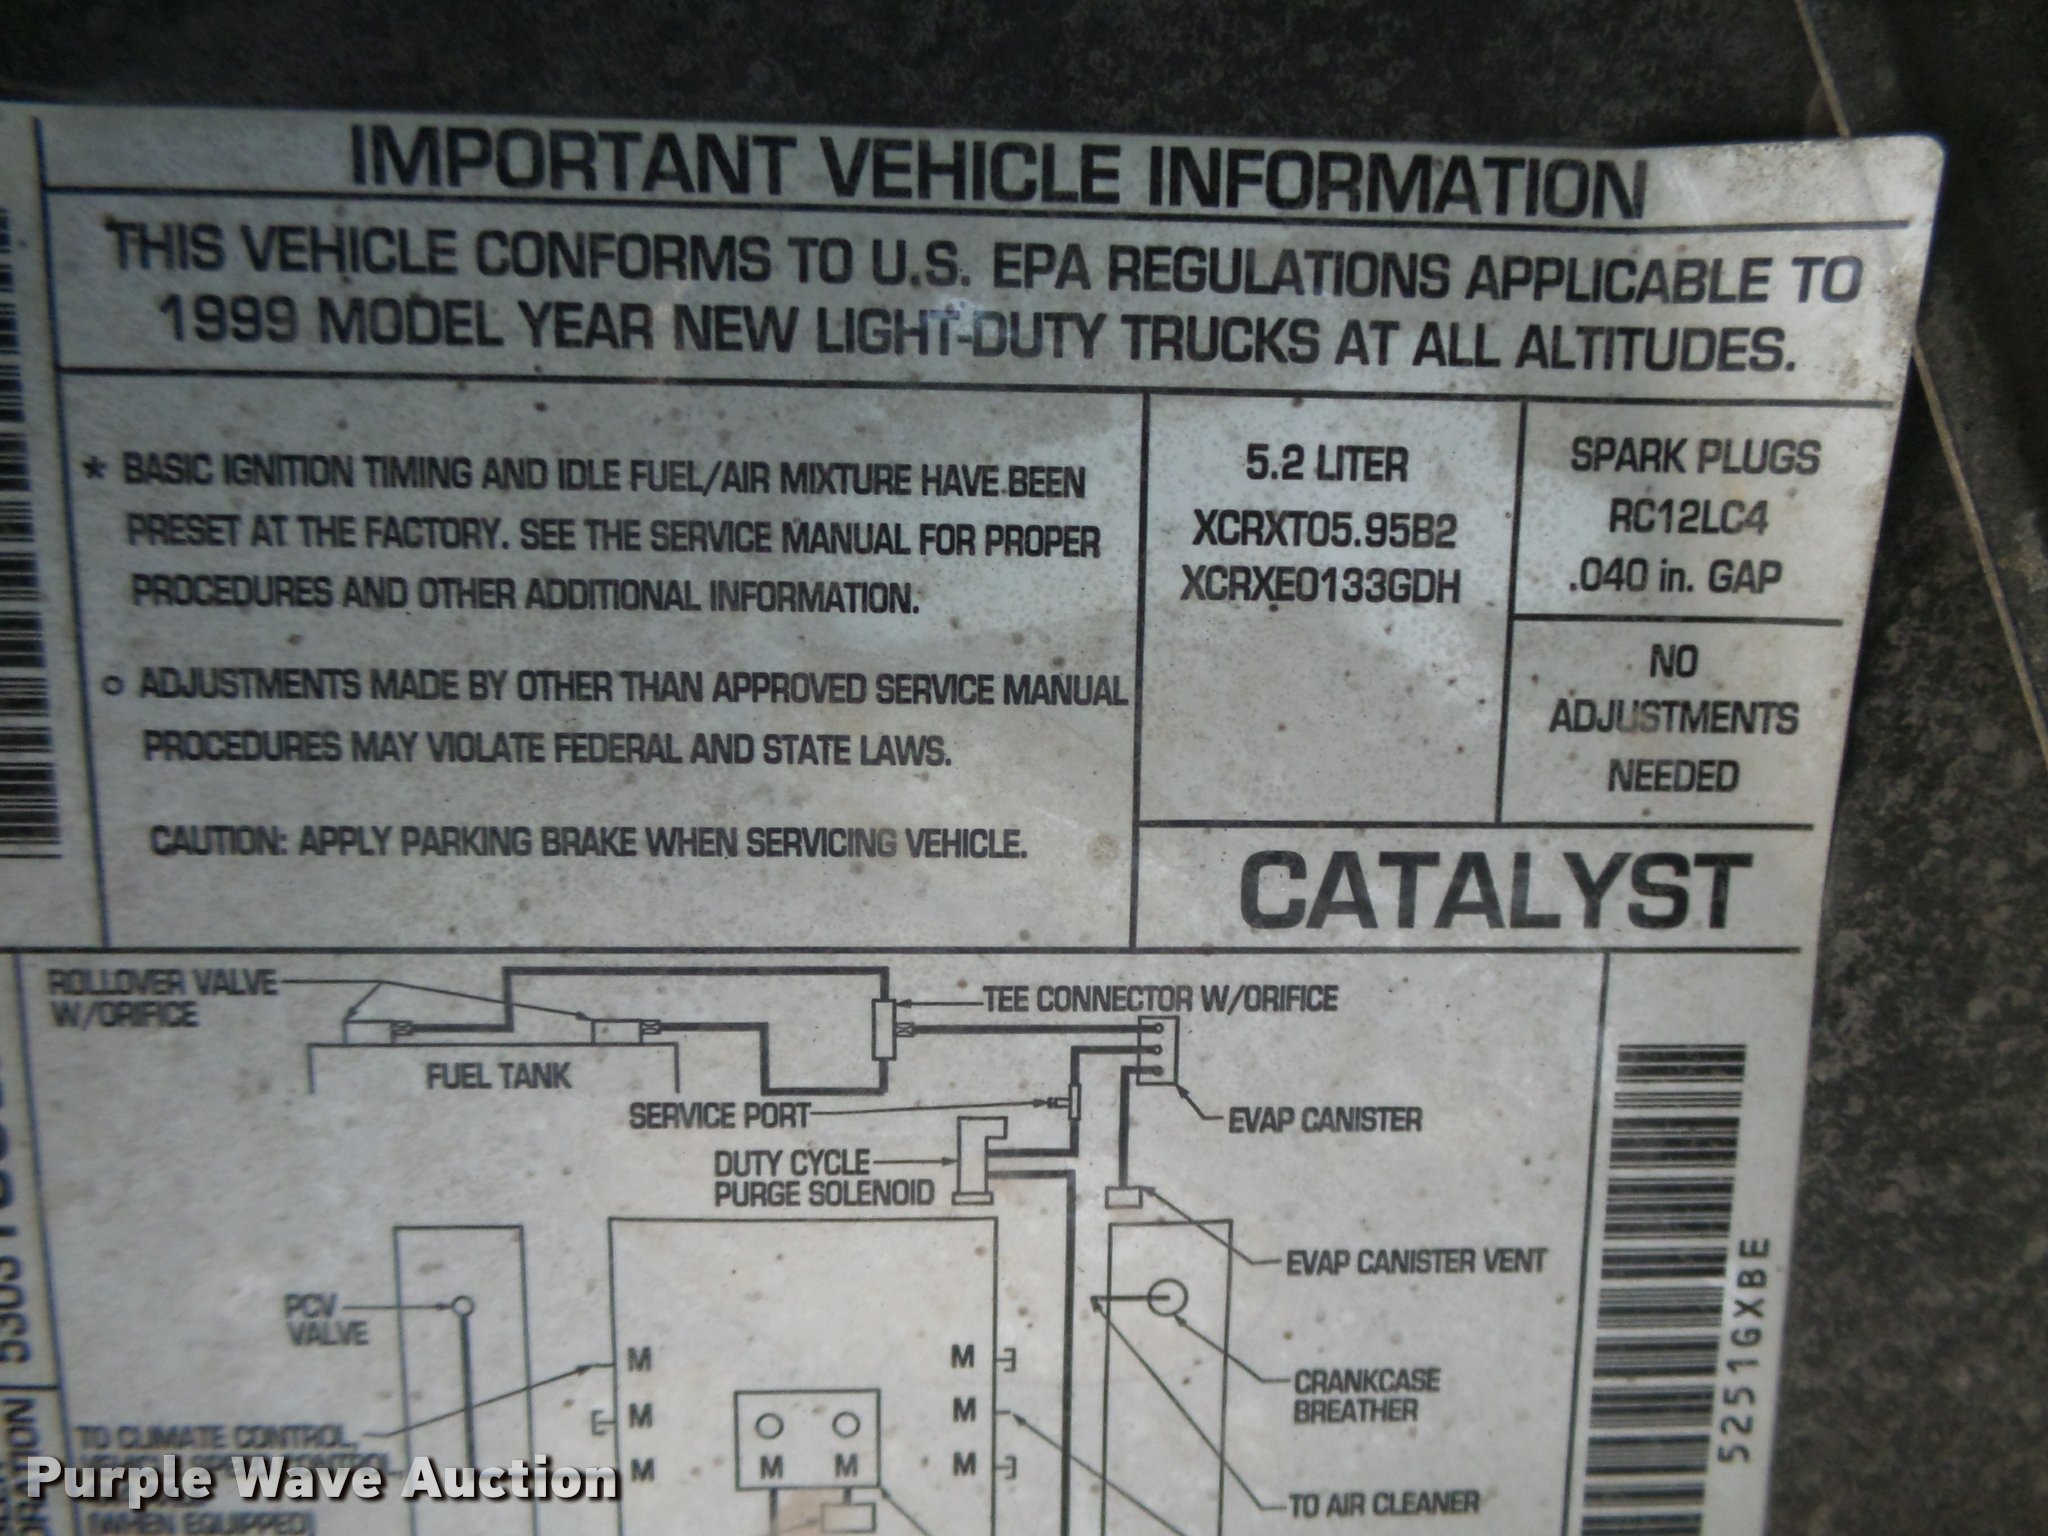 IMPORTANT VEHICLE INFORMATION
THIS VEHICLE CONFORMS TO U.S. EPA REGULATIONS APPLICABLE TO
1999 MODEL YEAR NEW LIGHT-DUTY TRUCKS AT ALL ALTITUDES.
* BASIC IGNITION TIMING AND IDLE FUEL/AIR MIXTURE HAVE BEEN
PRESET AT THE FACTORY. SEE THE SERVICE MANUAL FOR PROPER
PROCEDURES AND OTHER ADDITIONAL INFORMATION.
o ADJUSTMENTS MADE BY OTHER THAN APPROVED SERVICE MANUAL
PROCEDURES MAY VIOLATE FEDERAL AND STATE LAWS.
CAUTION: APPLY PARKING BRAKE WHEN SERVICING VEHICLE.
5.2 LITER
XCRXT05.95B2
XCRXE0133GDH
SPARK PLUGS
RC12LC4
.040 in. GAP
NO
ADJUSTMENTS
NEEDED
CATALYST
ROLLOVER VALVE
W/ORIFICE
TEE CONNECTOR W/ORIFICE
FUEL TANK
SERVICE PORT
EVAP CANISTER
DUTY CYCLE
PURGE SOLENOID
EVAP CANISTER VENT
PCV
VALVE
M M
M M
M M M M
CRANKCASE
BREATHER
TO CLIMATE CONTROL
TO AIR CLEANER
(WHEN EQUIPPED)
5251GXBE
Purple Wave Auction